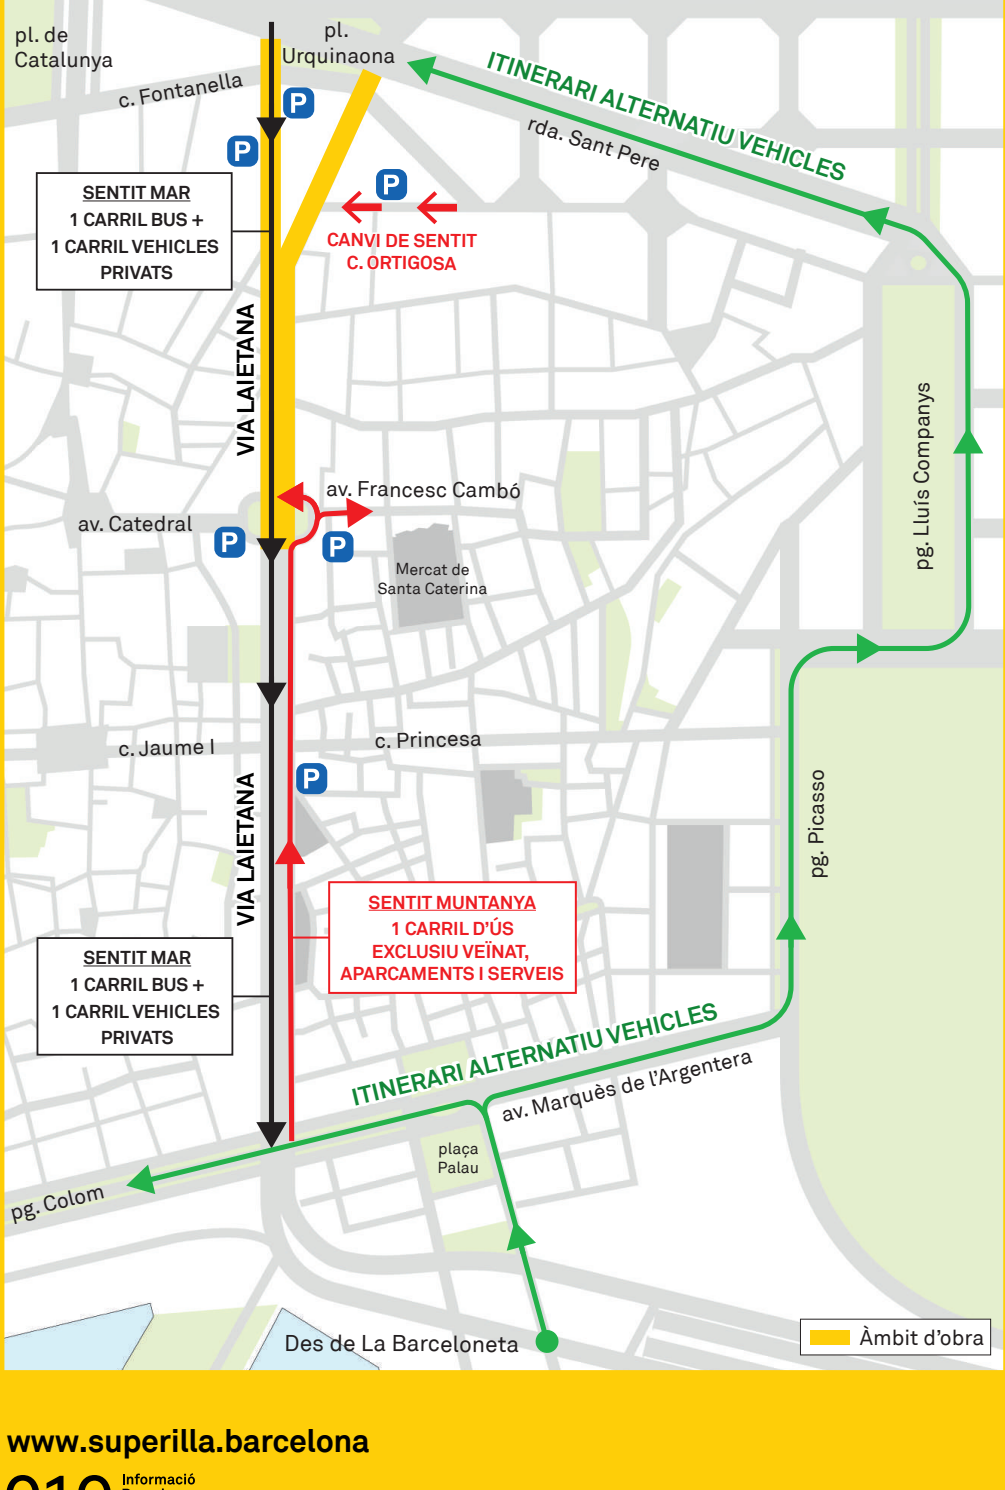 pl. de
Catalunya
pl.
Urquinaona
c. Fontanella
P
P
ITINERARI ALTERNATIU VEHICLES
rda. Sant Pere
SENTIT MAR
1 CARRIL BUS +
1 CARRIL VEHICLES
PRIVATS
P
CANVI DE SENTIT
C. ORTIGOSA
VIA LAIETANA
pg. Lluís Companys
av. Francesc Cambó
av. Catedral
P
P
Mercat de
Santa Caterina
c. Jaume I
c. Princesa
P
VIA LAIETANA
pg. Picasso
SENTIT MUNTANYA
1 CARRIL D'ÚS
EXCLUSIU VEÏNAT,
APARCAMENTS I SERVEIS
SENTIT MAR
1 CARRIL BUS +
1 CARRIL VEHICLES
PRIVATS
ITINERARI ALTERNATIU VEHICLES
av. Marquès de l'Argentera
plaça
Palau
pg. Colom
Des de La Barceloneta
Àmbit d'obra
www.superilla.barcelona
010
Informació